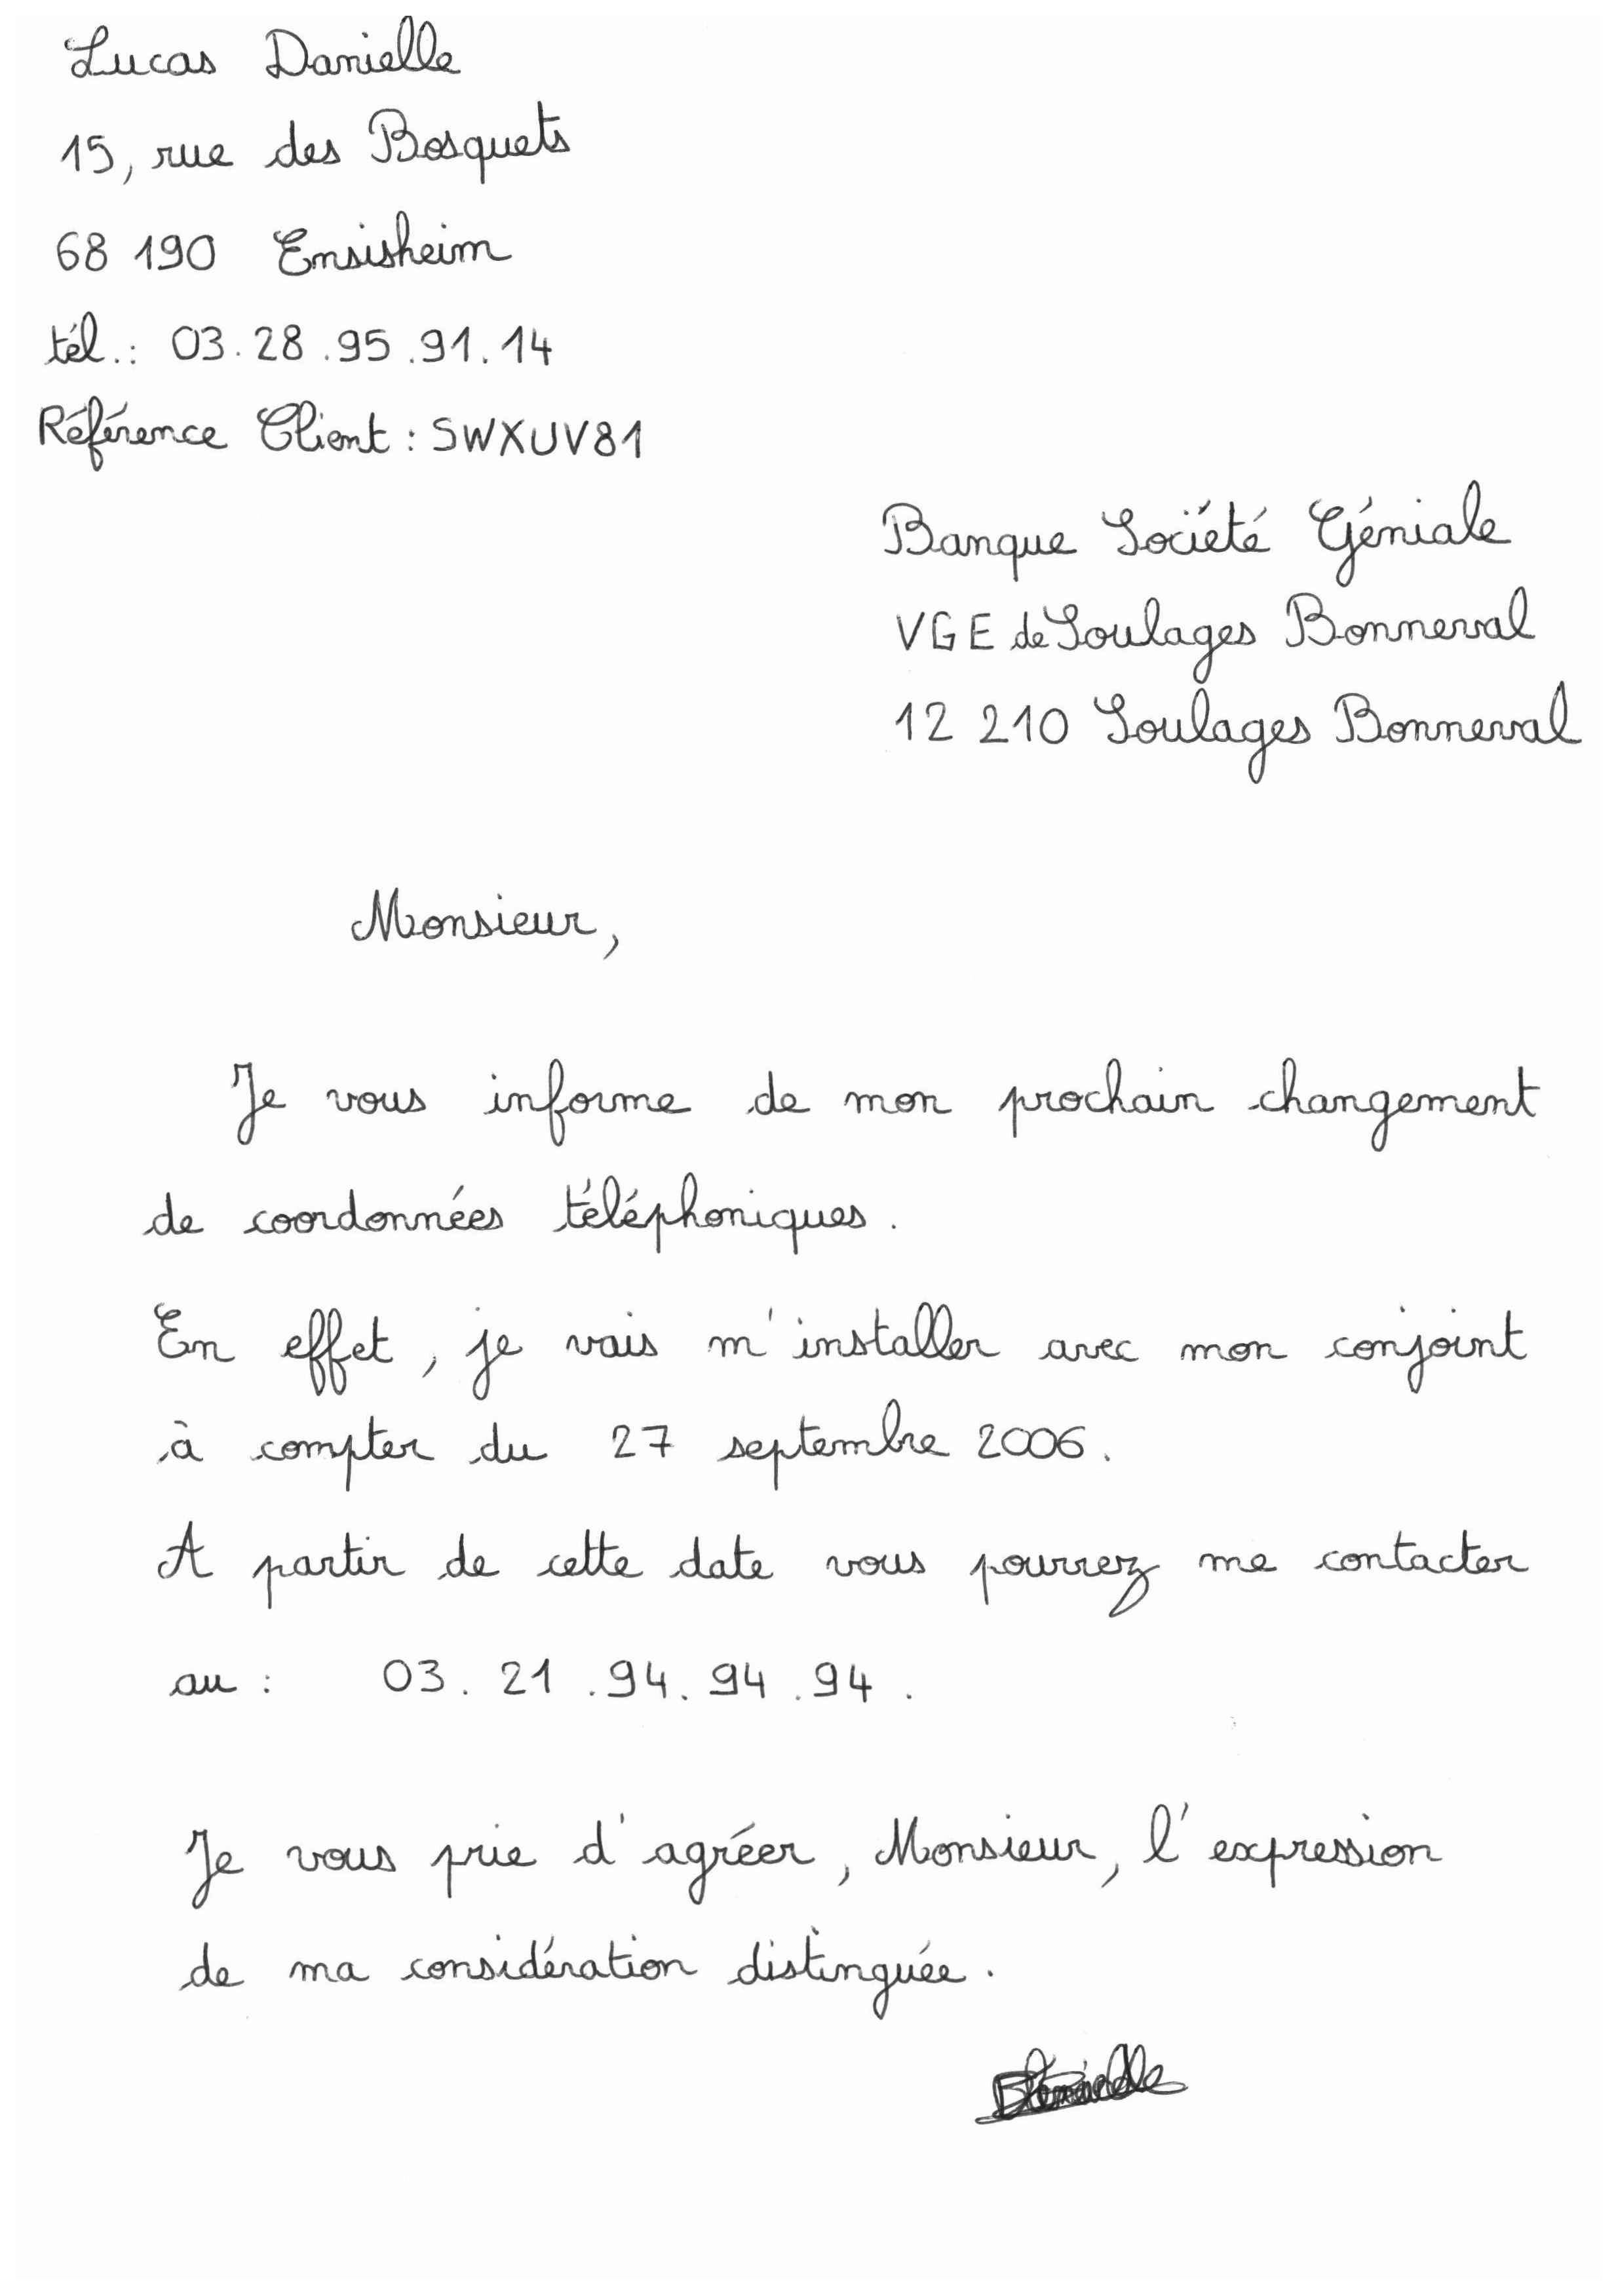 Lucas Danielle
15, rue des Bosquets
68 190 Ensisheim
tél.: 03.28.95.91.14
Référence Client : SWXUV81
Banque Société Géniale
VGE de Soulages Bonneval
12 210 Soulages Bonneval
Monsieur,
Je vous informe de mon prochain changement
de coordonnées téléphoniques.
En effet, je vais m'installer avec mon conjoint
à compter du 27 septembre 2006.
A partir de cette date vous pourrez me contacter
au : 03.21.94.94.94.
Je vous prie d'agréer, Monsieur, l'expression
de ma considération distinguée.